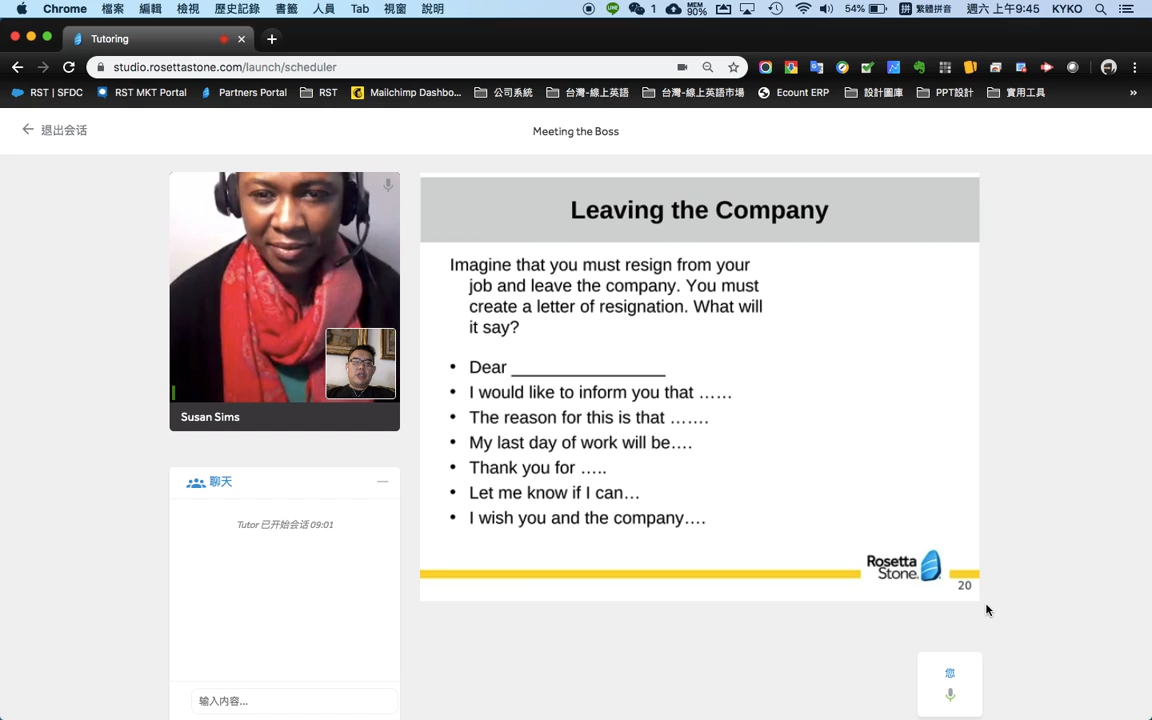 Chrome 檔案 編輯 檢視 歷史記錄 書籤 人員 Tab 視窗 說明 1 MEM 90% 54% 拼 繁體拼音 週六 上午9:45 KYKO
Tutoring
studio.rosettastone.com/launch/scheduler
RST | SFDC RST MKT Portal Partners Portal RST Mailchimp Dashbo... 公司系統 台灣-線上英語 台灣-線上英語市場 Ecount ERP 設計圖庫 PPT設計 實用工具 »
退出会话
Meeting the Boss
Leaving the Company
Imagine that you must resign from your
job and leave the company. You must
create a letter of resignation. What will
it say?
• Dear ________________
• I would like to inform you that ……
• The reason for this is that …….
• My last day of work will be….
• Thank you for …..
• Let me know if I can…
• I wish you and the company….
Rosetta
Stone
20
Susan Sims
聊天
Tutor 已开始会话 09:01
输入内容...
您